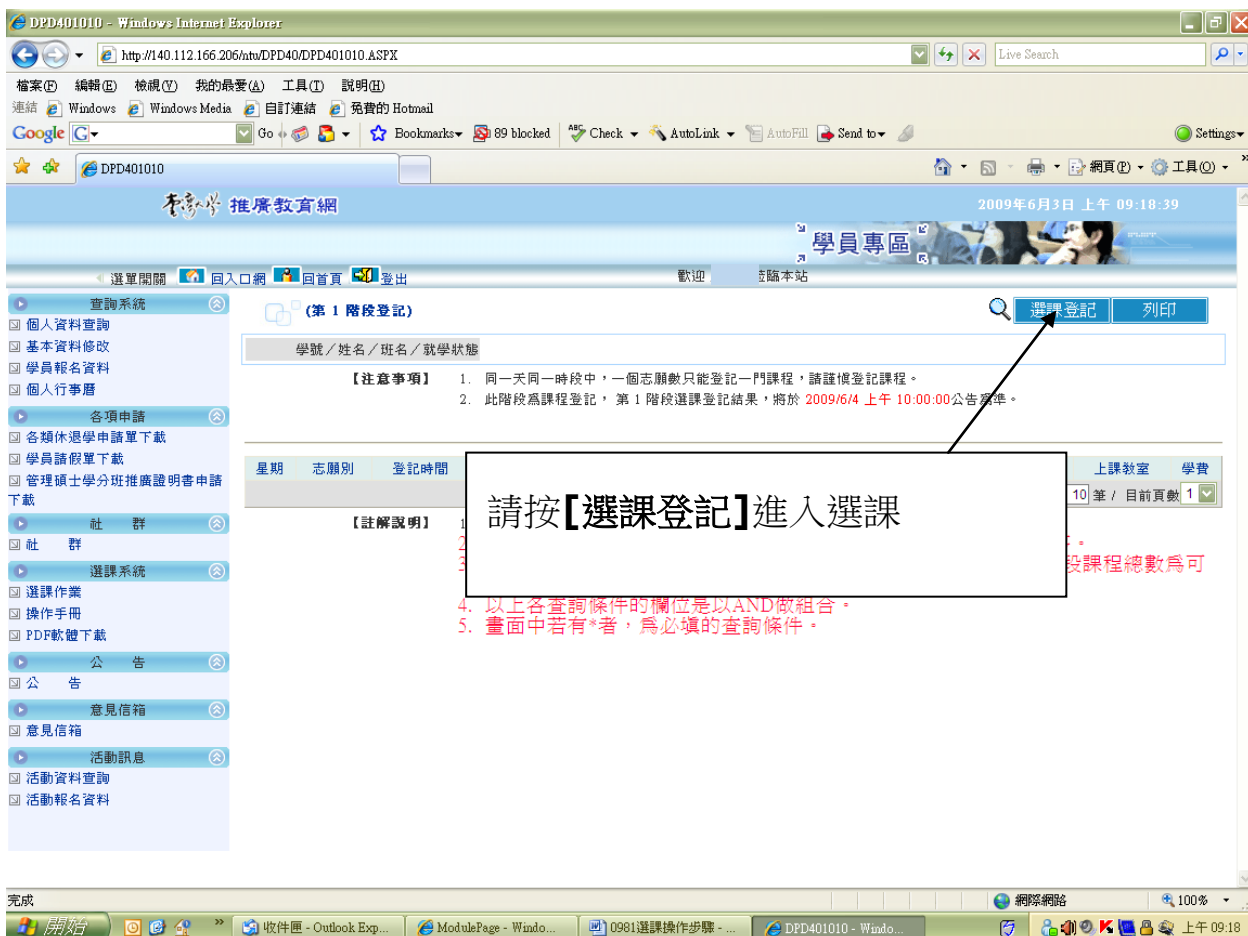 DPD401010 - Windows Internet Explorer
http://140.112.166.206/ntu/DPD40/DPD401010.ASPX
Live Search
檔案(F) 編輯(E) 檢視(V) 我的最愛(A) 工具(T) 說明(H)
連結 Windows Windows Media 自訂連結 免費的 Hotmail
Google G Go Bookmarks 89 blocked ABC Check AutoLink AutoFill Send to Settings
DPD401010 網頁(P) 工具(O) »
臺灣大學 推廣教育網 2009年6月3日 上午 09:18:39
學員專區
選單開關 回入口網 回首頁 登出 歡迎 蒞臨本站
查詢系統
個人資料查詢
基本資料修改
學員報名資料
個人行事曆
各項申請
各類休退學申請單下載
學員請假單下載
管理碩士學分班推廣證明書申請
下載
社 群
社 群
選課系統
選課作業
操作手冊
PDF軟體下載
公 告
公 告
意見信箱
意見信箱
活動訊息
活動資料查詢
活動報名資料
(第 1 階段登記) 選課登記 列印
學號／姓名／班名／就學狀態
【注意事項】 1. 同一天同一時段中，一個志願數只能登記一門課程，請謹慎登記課程。
2. 此階段為課程登記， 第 1 階段選課登記結果，將於 2009/6/4 上午 10:00:00公告為準。
星期 志願別 登記時間 上課教室 學費
10 筆 / 目前頁數 1
請按【選課登記】進入選課
【註解說明】 1
2 。
3 段課程總數為可
4. 以上各查詢條件的欄位是以AND做組合。
5. 畫面中若有*者，為必填的查詢條件。
完成 網際網路 100%
開始 » 收件匣 - Outlook Exp... ModulePage - Windo... 0981選課操作步驟 - ... DPD401010 - Windo... 上午 09:18